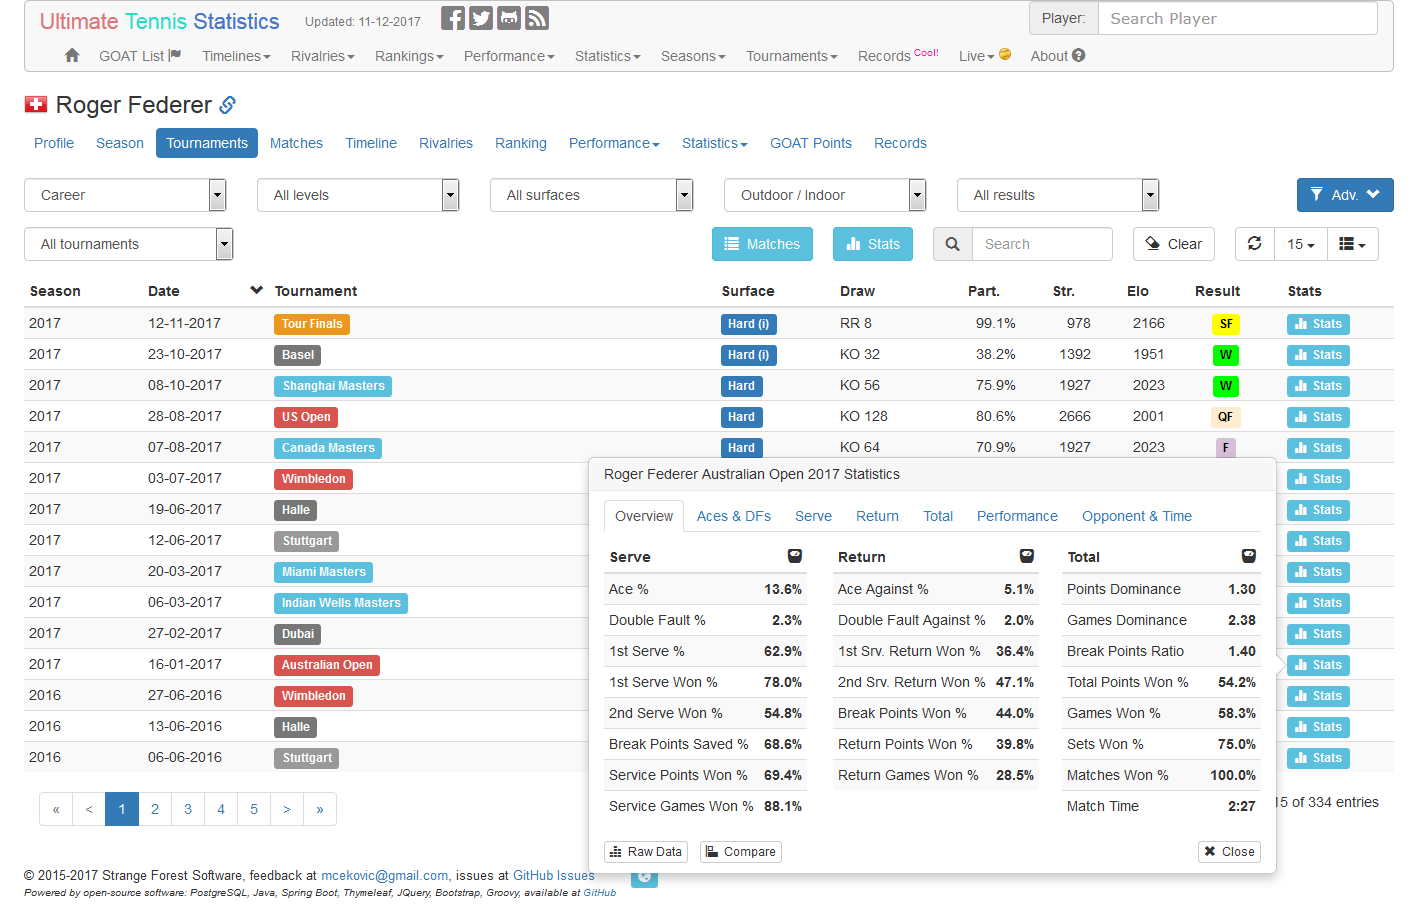 Ultimate Tennis Statistics Updated: 11-12-2017 Player: Search Player
GOAT List Timelines Rivalries Rankings Performance Statistics Seasons Tournaments Records Cool! Live About
Roger Federer
Profile Season Tournaments Matches Timeline Rivalries Ranking Performance Statistics GOAT Points Records
Career All levels All surfaces Outdoor / Indoor All results Adv.
All tournaments Matches Stats Search Clear 15
Season Date Tournament Surface Draw Part. Str. Elo Result Stats
2017 12-11-2017 Tour Finals Hard (i) RR 8 99.1% 978 2166 SF Stats
2017 23-10-2017 Basel Hard (i) KO 32 38.2% 1392 1951 W Stats
2017 08-10-2017 Shanghai Masters Hard KO 56 75.9% 1927 2023 W Stats
2017 28-08-2017 US Open Hard KO 128 80.6% 2666 2001 QF Stats
2017 07-08-2017 Canada Masters Hard KO 64 70.9% 1927 2023 F Stats
2017 03-07-2017 Wimbledon Stats
2017 19-06-2017 Halle Stats
2017 12-06-2017 Stuttgart Stats
2017 20-03-2017 Miami Masters Stats
2017 06-03-2017 Indian Wells Masters Stats
2017 27-02-2017 Dubai Stats
2017 16-01-2017 Australian Open Stats
2016 27-06-2016 Wimbledon Stats
2016 13-06-2016 Halle Stats
2016 06-06-2016 Stuttgart Stats
Roger Federer Australian Open 2017 Statistics
Overview Aces & DFs Serve Return Total Performance Opponent & Time
Serve Return Total
Ace % 13.6% Ace Against % 5.1% Points Dominance 1.30
Double Fault % 2.3% Double Fault Against % 2.0% Games Dominance 2.38
1st Serve % 62.9% 1st Srv. Return Won % 36.4% Break Points Ratio 1.40
1st Serve Won % 78.0% 2nd Srv. Return Won % 47.1% Total Points Won % 54.2%
2nd Serve Won % 54.8% Break Points Won % 44.0% Games Won % 58.3%
Break Points Saved % 68.6% Return Points Won % 39.8% Sets Won % 75.0%
Service Points Won % 69.4% Return Games Won % 28.5% Matches Won % 100.0%
Service Games Won % 88.1% Match Time 2:27
Raw Data Compare Close
« < 1 2 3 4 5 > » 15 of 334 entries
© 2015-2017 Strange Forest Software, feedback at mcekovic@gmail.com, issues at GitHub Issues
Powered by open-source software: PostgreSQL, Java, Spring Boot, Thymeleaf, JQuery, Bootstrap, Groovy, available at GitHub